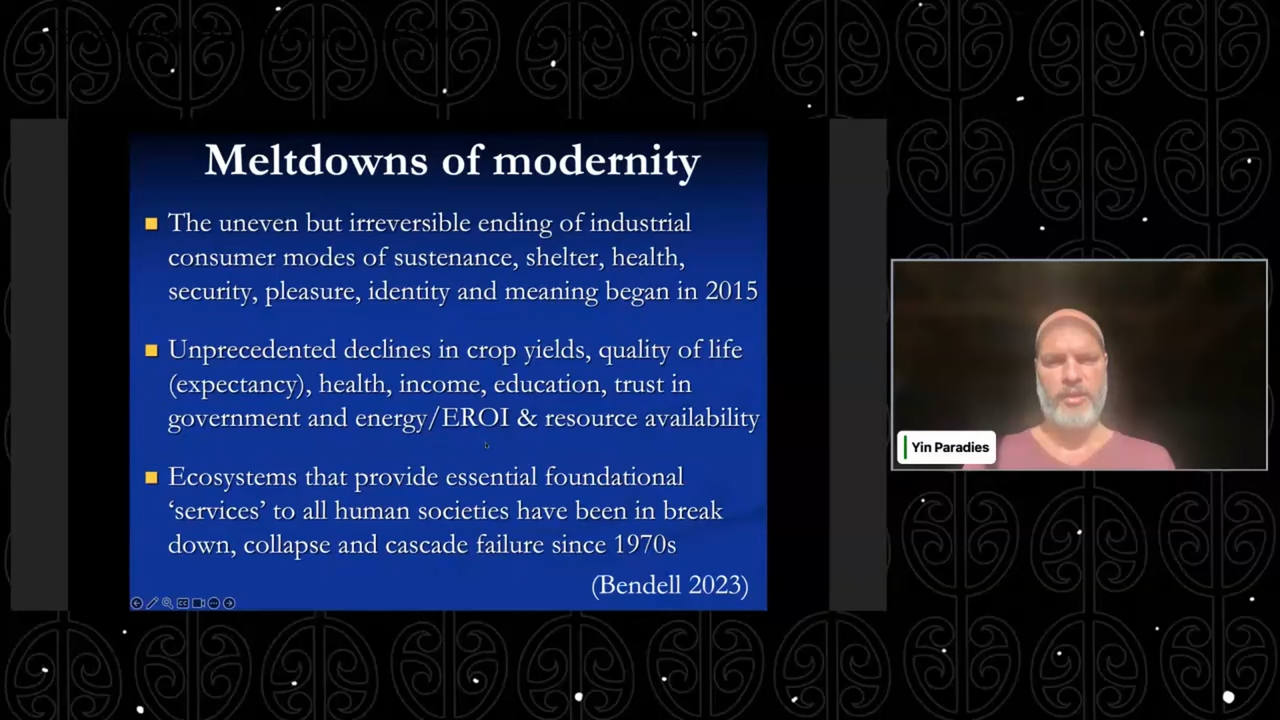 Meltdowns of modernity
The uneven but irreversible ending of industrial
consumer modes of sustenance, shelter, health,
security, pleasure, identity and meaning began in 2015
Unprecedented declines in crop yields, quality of life
(expectancy), health, income, education, trust in
government and energy/EROI & resource availability
Ecosystems that provide essential foundational
‘services’ to all human societies have been in break
down, collapse and cascade failure since 1970s
(Bendell 2023)
Yin Paradies